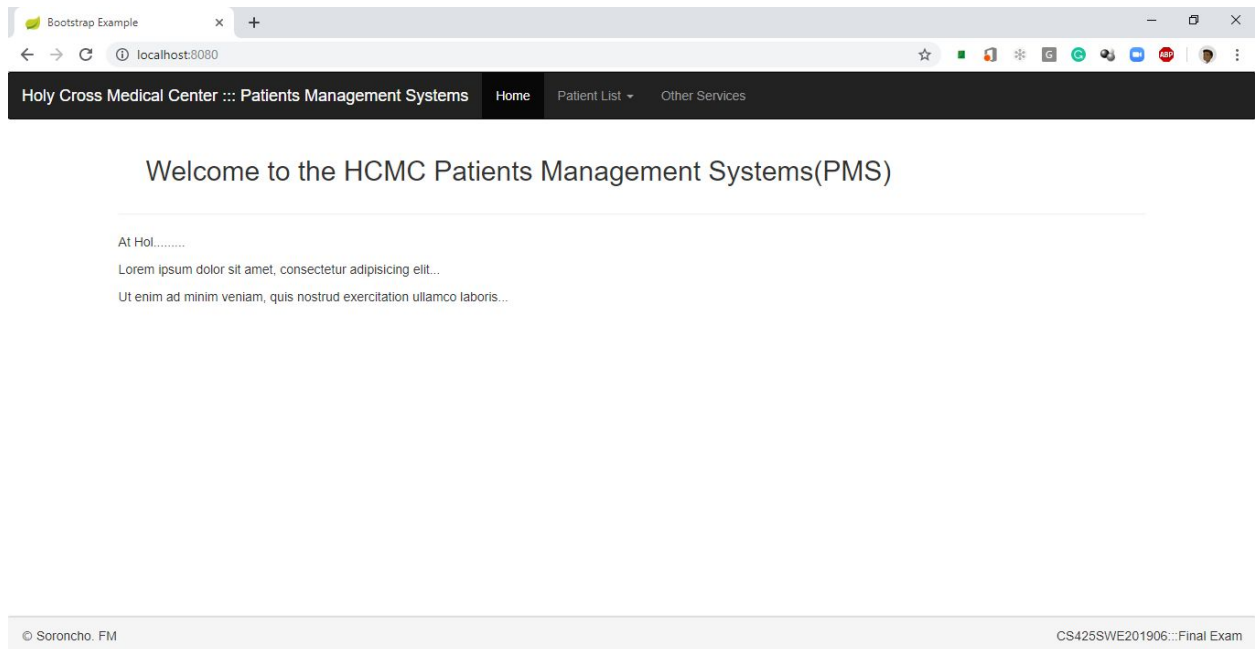 Bootstrap Example
localhost:8080
G G ABP
Holy Cross Medical Center ::: Patients Management Systems Home Patient List Other Services
Welcome to the HCMC Patients Management Systems(PMS)
At Hol.........
Lorem ipsum dolor sit amet, consectetur adipisicing elit...
Ut enim ad minim veniam, quis nostrud exercitation ullamco laboris...
© Soroncho. FM CS425SWE201906:::Final Exam